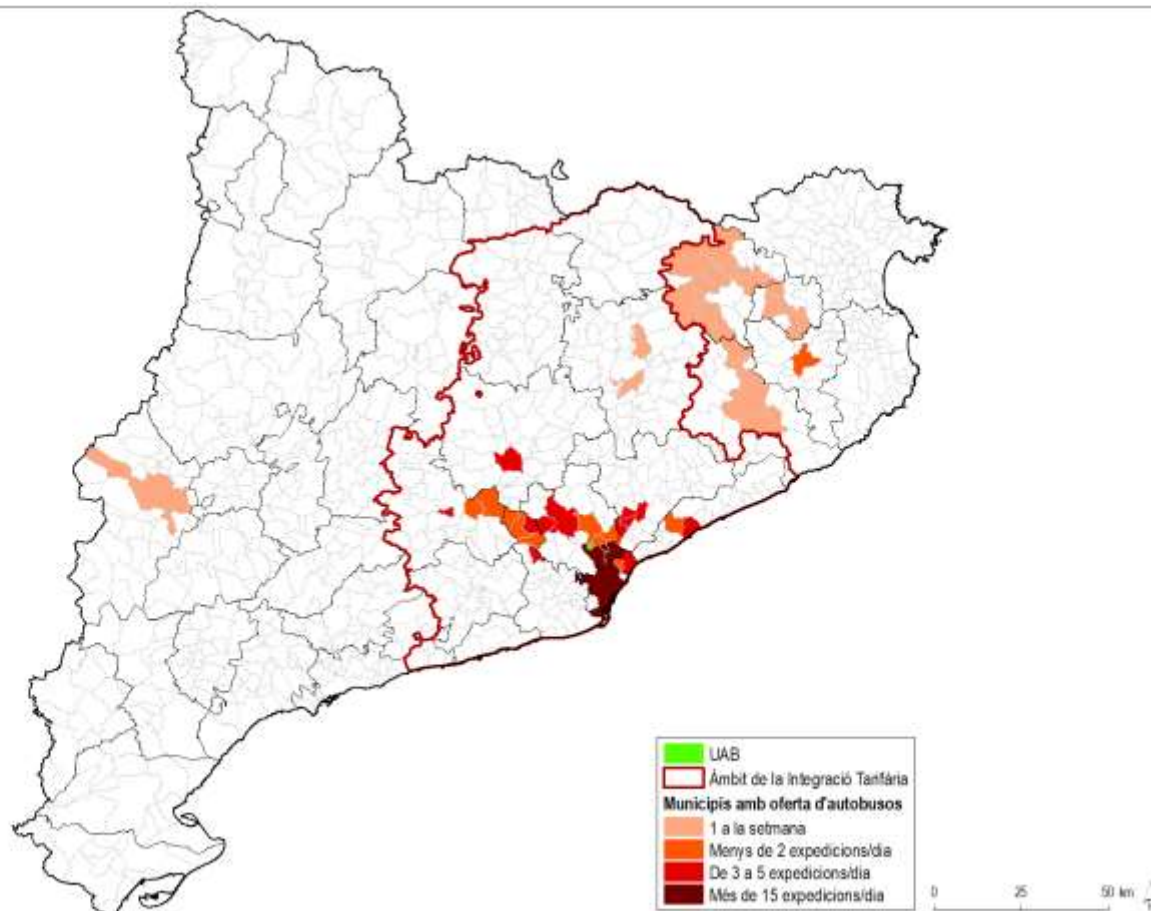 UAB
Àmbit de la Integració Tarifària
Municipis amb oferta d'autobusos
1 a la setmana
Menys de 2 expedicions/dia
De 3 a 5 expedicions/dia
Més de 15 expedicions/dia
0 25 50 km